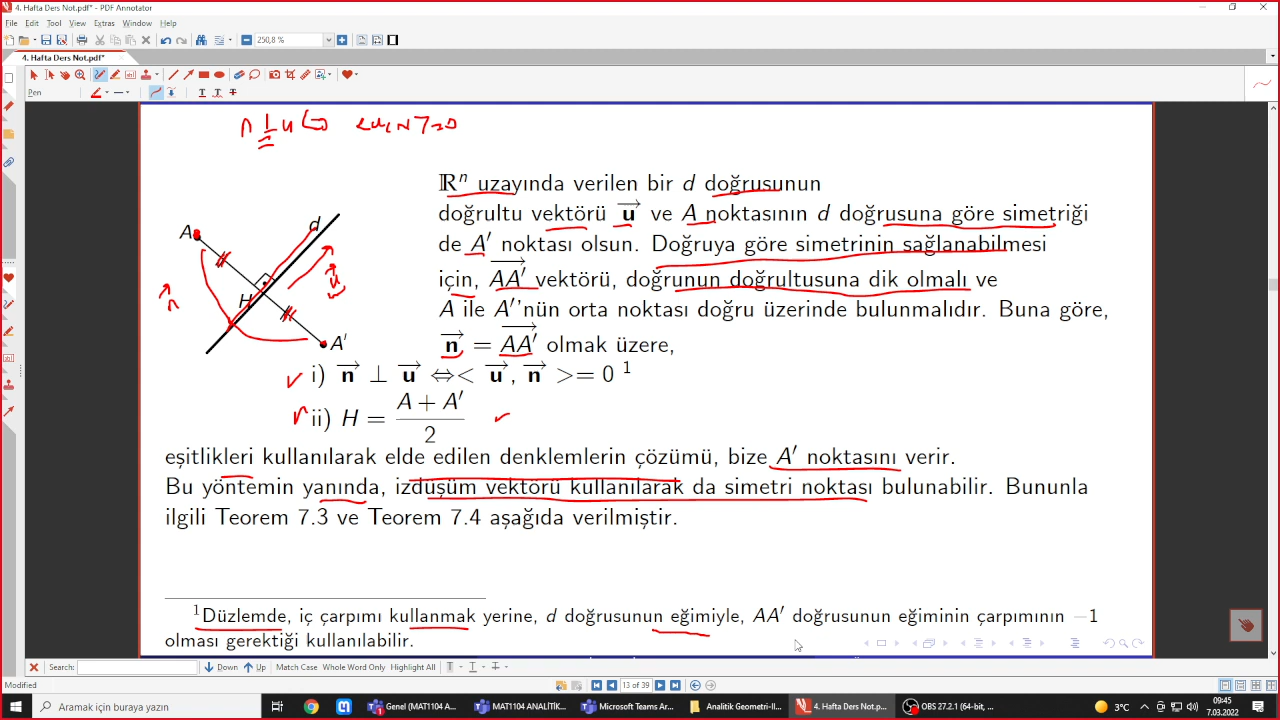 4. Hafta Ders Not.pdf* - PDF Annotator
File Edit Tool View Extras Window Help
New Open 250,8 %
4. Hafta Ders Not.pdf*
Pen
n ⊥ u ⇔ <u, n> = 0
ℝⁿ uzayında verilen bir d doğrusunun
doğrultu vektörü u⃗ ve A noktasının d doğrusuna göre simetriği
de A′ noktası olsun. Doğruya göre simetrinin sağlanabilmesi
için, AA′ vektörü, doğrunun doğrultusuna dik olmalı ve
A ile A′'nün orta noktası doğru üzerinde bulunmalıdır. Buna göre,
n⃗ = AA′ olmak üzere,
A
d
H
A′
n⃗
u⃗
i) n⃗ ⊥ u⃗ ⇔< u⃗, n⃗ >= 0 ¹
ii) H = (A + A′)/2
eşitlikleri kullanılarak elde edilen denklemlerin çözümü, bize A′ noktasını verir.
Bu yöntemin yanında, izdüşüm vektörü kullanılarak da simetri noktası bulunabilir. Bununla
ilgili Teorem 7.3 ve Teorem 7.4 aşağıda verilmiştir.
¹Düzlemde, iç çarpımı kullanmak yerine, d doğrusunun eğimiyle, AA′ doğrusunun eğiminin çarpımının −1
olması gerektiği kullanılabilir.
Search: Down Up Match Case Whole Word Only Highlight All
Modified 13 of 39
Aramak için buraya yazın
Genel (MAT1104 A...
MAT1104 ANALİTİK...
Microsoft Teams Ar...
Analitik Geometri-II...
4. Hafta Ders Not.p...
OBS 27.2.1 (64-bit, ...
3°C
09:45
7.03.2022